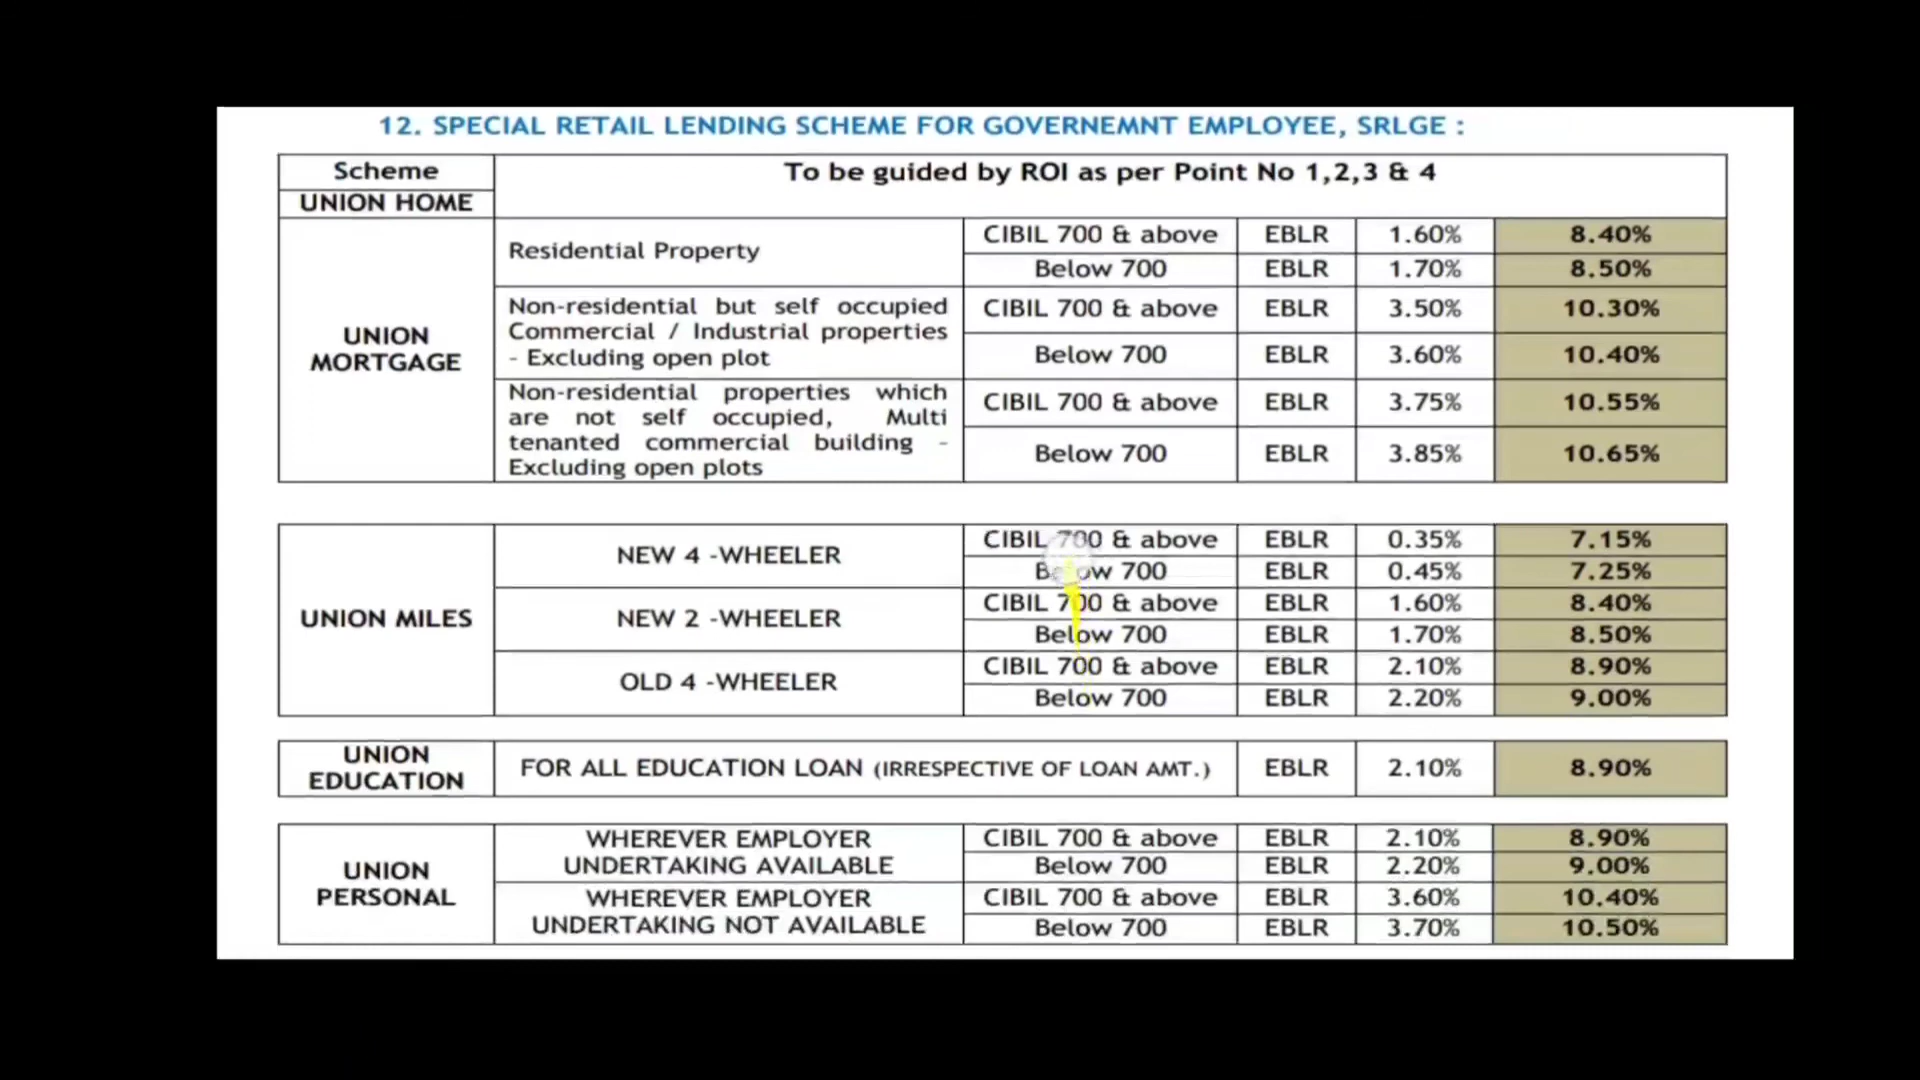 12. SPECIAL RETAIL LENDING SCHEME FOR GOVERNEMNT EMPLOYEE, SRLGE :
Scheme
To be guided by ROI as per Point No 1,2,3 & 4
UNION HOME
UNION
MORTGAGE
Residential Property
CIBIL 700 & above EBLR 1.60% 8.40%
Below 700 EBLR 1.70% 8.50%
Non-residential but self occupied
Commercial / Industrial properties
- Excluding open plot
CIBIL 700 & above EBLR 3.50% 10.30%
Below 700 EBLR 3.60% 10.40%
Non-residential properties which
are not self occupied, Multi
tenanted commercial building -
Excluding open plots
CIBIL 700 & above EBLR 3.75% 10.55%
Below 700 EBLR 3.85% 10.65%
UNION MILES
NEW 4 -WHEELER
CIBIL 700 & above EBLR 0.35% 7.15%
Below 700 EBLR 0.45% 7.25%
NEW 2 -WHEELER
CIBIL 700 & above EBLR 1.60% 8.40%
Below 700 EBLR 1.70% 8.50%
OLD 4 -WHEELER
CIBIL 700 & above EBLR 2.10% 8.90%
Below 700 EBLR 2.20% 9.00%
UNION
EDUCATION
FOR ALL EDUCATION LOAN (IRRESPECTIVE OF LOAN AMT.) EBLR 2.10% 8.90%
UNION
PERSONAL
WHEREVER EMPLOYER
UNDERTAKING AVAILABLE
CIBIL 700 & above EBLR 2.10% 8.90%
Below 700 EBLR 2.20% 9.00%
WHEREVER EMPLOYER
UNDERTAKING NOT AVAILABLE
CIBIL 700 & above EBLR 3.60% 10.40%
Below 700 EBLR 3.70% 10.50%